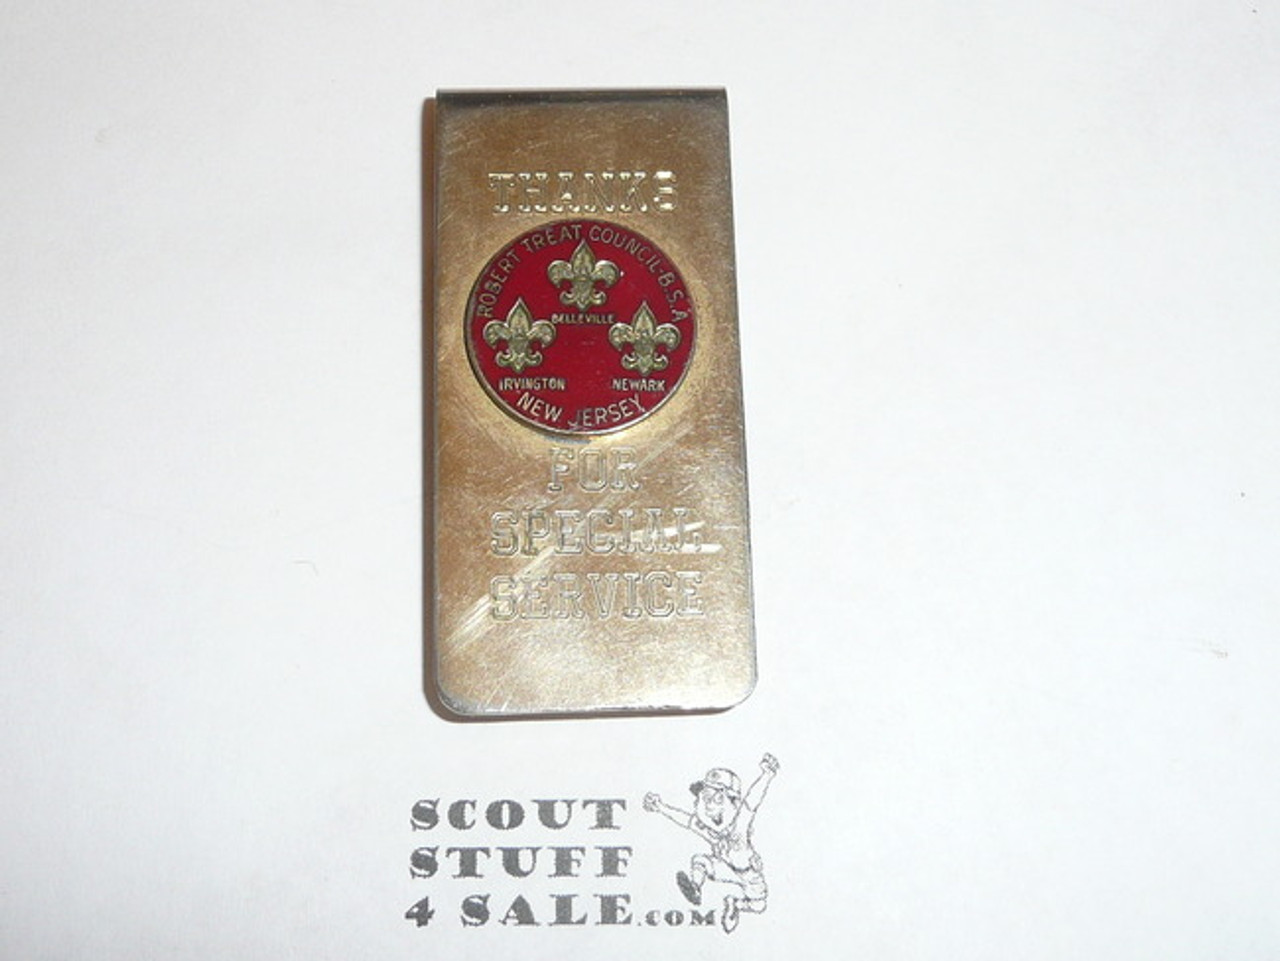 THANKS
ROBERT TREAT COUNCIL-B.S.A
BELLEVILLE
IRVINGTON NEWARK
NEW JERSEY
FOR
SPECIAL
SERVICE
SCOUT
STUFF
4 SALE.COM